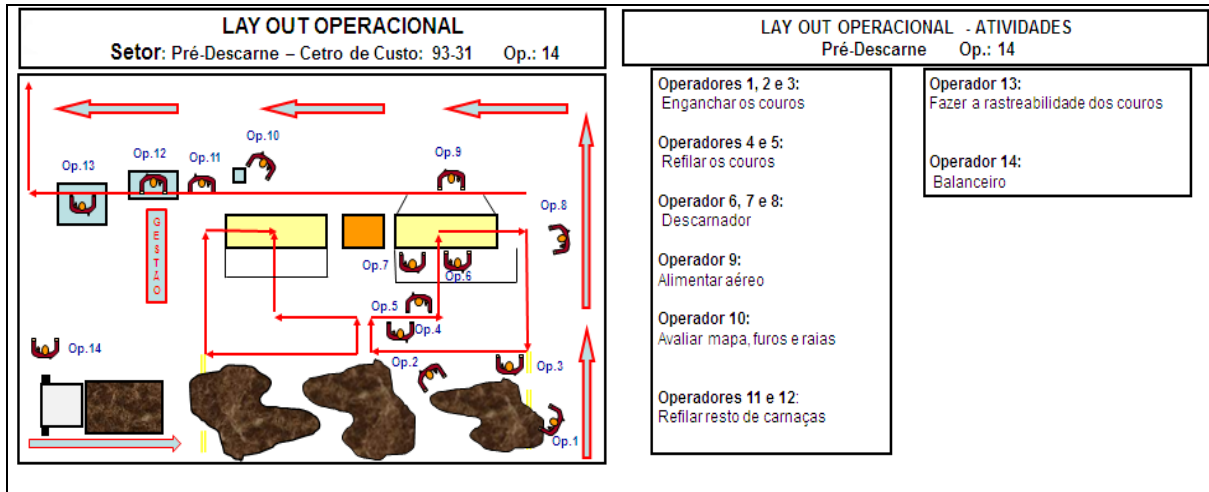 LAY OUT OPERACIONAL
Setor: Pré-Descarne – Cetro de Custo: 93-31 Op.: 14
Op.10
Op.13
Op.12
Op.11
Op.9
Op.8
GESTÃO
Op.7
Op.6
Op.5
Op.4
Op.14
Op.2
Op.3
Op.1
LAY OUT OPERACIONAL - ATIVIDADES
Pré-Descarne Op.: 14
Operadores 1, 2 e 3:
Enganchar os couros
Operadores 4 e 5:
Refilar os couros
Operador 6, 7 e 8:
Descarnador
Operador 9:
Alimentar aéreo
Operador 10:
Avaliar mapa, furos e raias
Operadores 11 e 12:
Refilar resto de carnaças
Operador 13:
Fazer a rastreabilidade dos couros
Operador 14:
Balanceiro